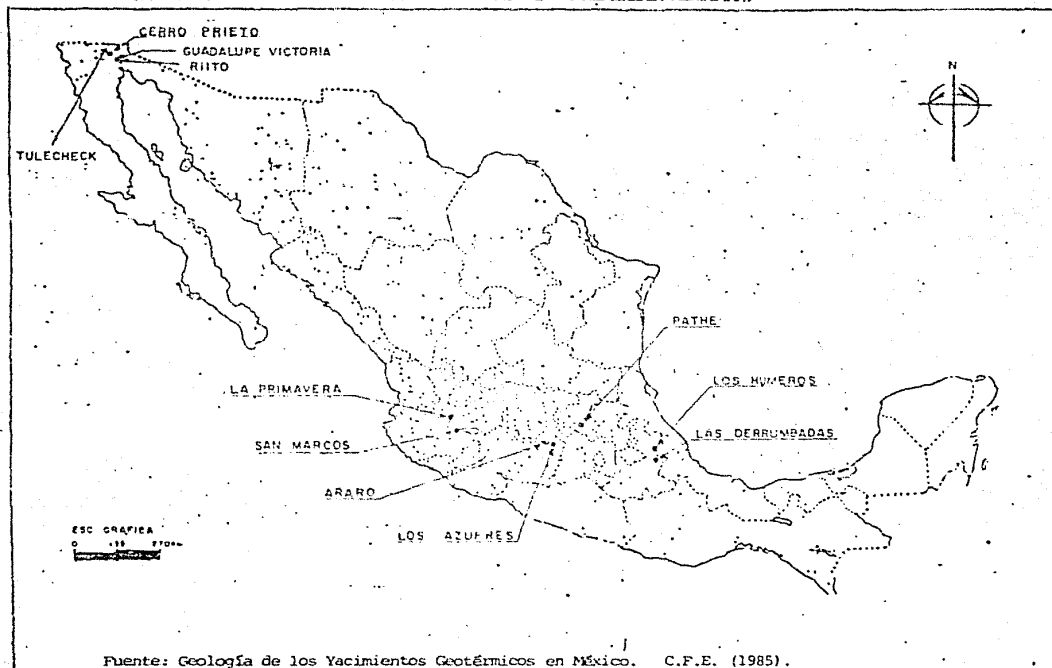 CERRO PRIETO
GUADALUPE VICTORIA
RIITO
N
TULECHECK
PATHE
LA PRIMAVERA
LOS HUMEROS
SAN MARCOS
LAS DERRUMBADAS
ARARO
LOS AZUFRES
ESC GRAFICA
0
Fuente: Geología de los Yacimientos Geotérmicos en México. C.F.E. (1985).